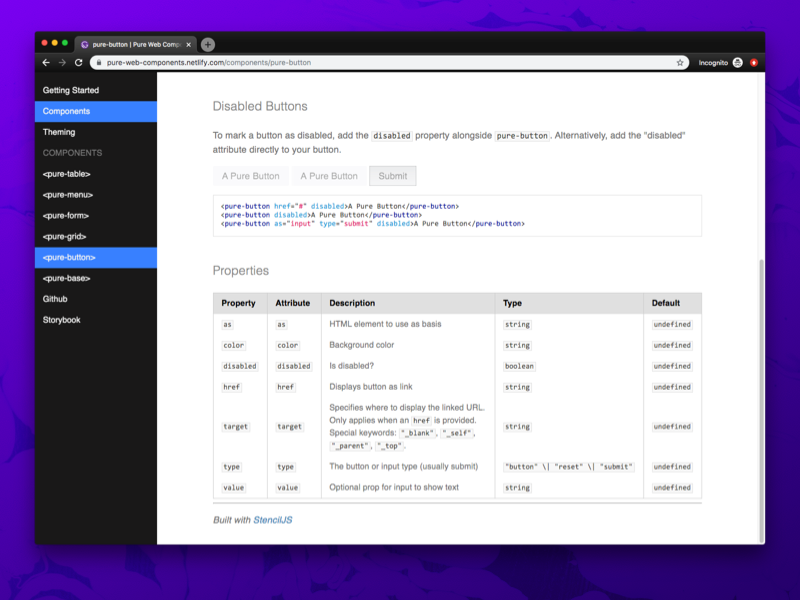 pure-button | Pure Web Comp
pure-web-components.netlify.com/components/pure-button
Incognito
Getting Started
Components
Theming
COMPONENTS
<pure-table>
<pure-menu>
<pure-form>
<pure-grid>
<pure-button>
<pure-base>
Github
Storybook
Disabled Buttons
To mark a button as disabled, add the disabled property alongside pure-button. Alternatively, add the "disabled"
attribute directly to your button.
A Pure Button A Pure Button Submit
<pure-button href="#" disabled>A Pure Button</pure-button>
<pure-button disabled>A Pure Button</pure-button>
<pure-button as="input" type="submit" disabled>A Pure Button</pure-button>
Properties
Property Attribute Description Type Default
as as HTML element to use as basis string undefined
color color Background color string undefined
disabled disabled Is disabled? boolean undefined
href href Displays button as link string undefined
Specifies where to display the linked URL.
Only applies when an href is provided.
target target Special keywords: "_blank", "_self", string undefined
"_parent", "_top".
type type The button or input type (usually submit) "button" \| "reset" \| "submit" undefined
value value Optional prop for input to show text string undefined
Built with StencilJS